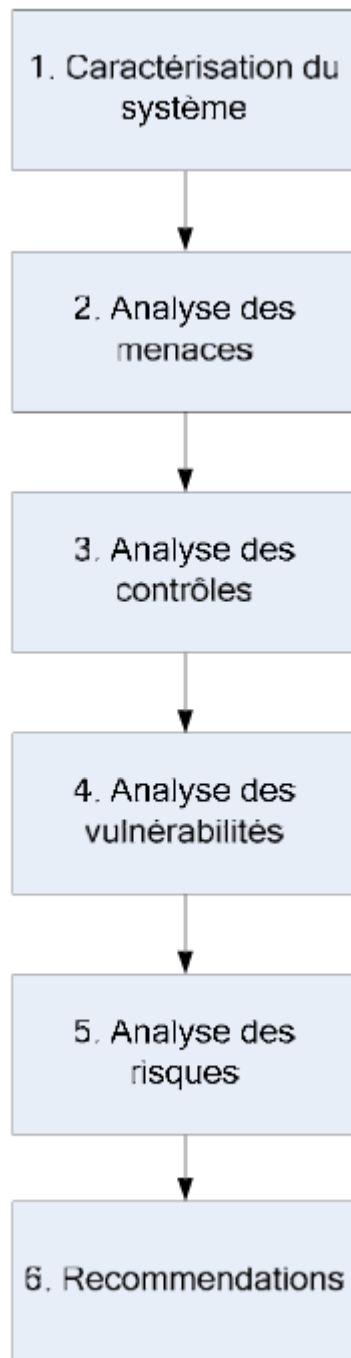 1. Caractérisation du
système
2. Analyse des
menaces
3. Analyse des
contrôles
4. Analyse des
vulnérabilités
5. Analyse des
risques
6. Recommendations